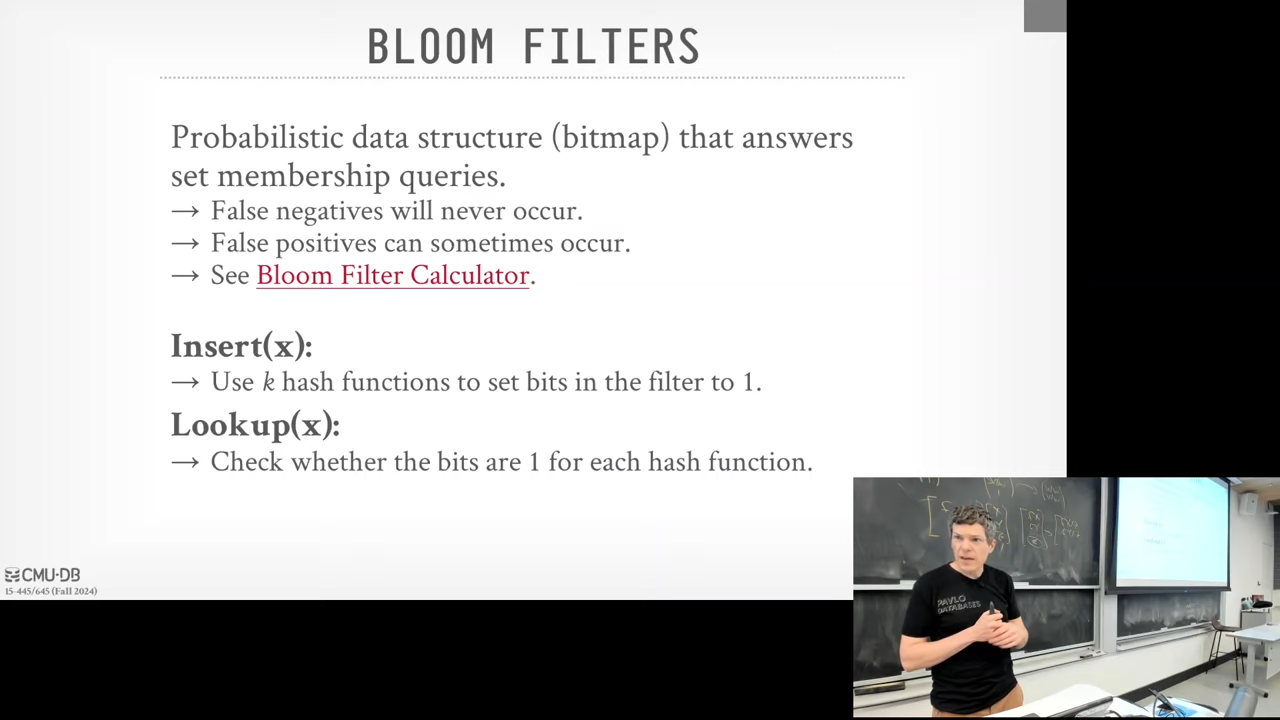 BLOOM FILTERS
Probabilistic data structure (bitmap) that answers
set membership queries.
→ False negatives will never occur.
→ False positives can sometimes occur.
→ See Bloom Filter Calculator.
Insert(x):
→ Use k hash functions to set bits in the filter to 1.
Lookup(x):
→ Check whether the bits are 1 for each hash function.
CMU·DB
15-445/645 (Fall 2024)
PAVLO
DATABASES